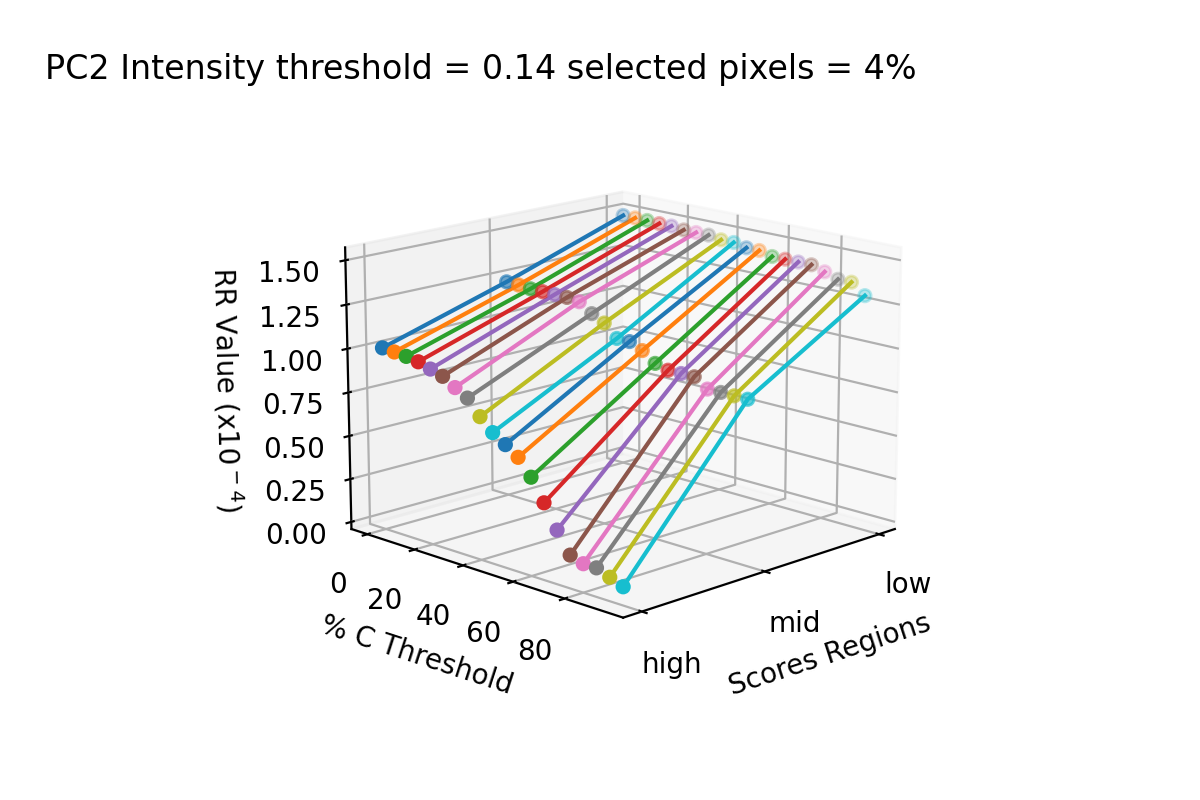 PC2 Intensity threshold = 0.14 selected pixels = 4%
RR Value (x10⁻⁴)
1.50
1.25
1.00
0.75
0.50
0.25
0.00
0
20
40
60
80
% C Threshold
high
mid
low
Scores Regions